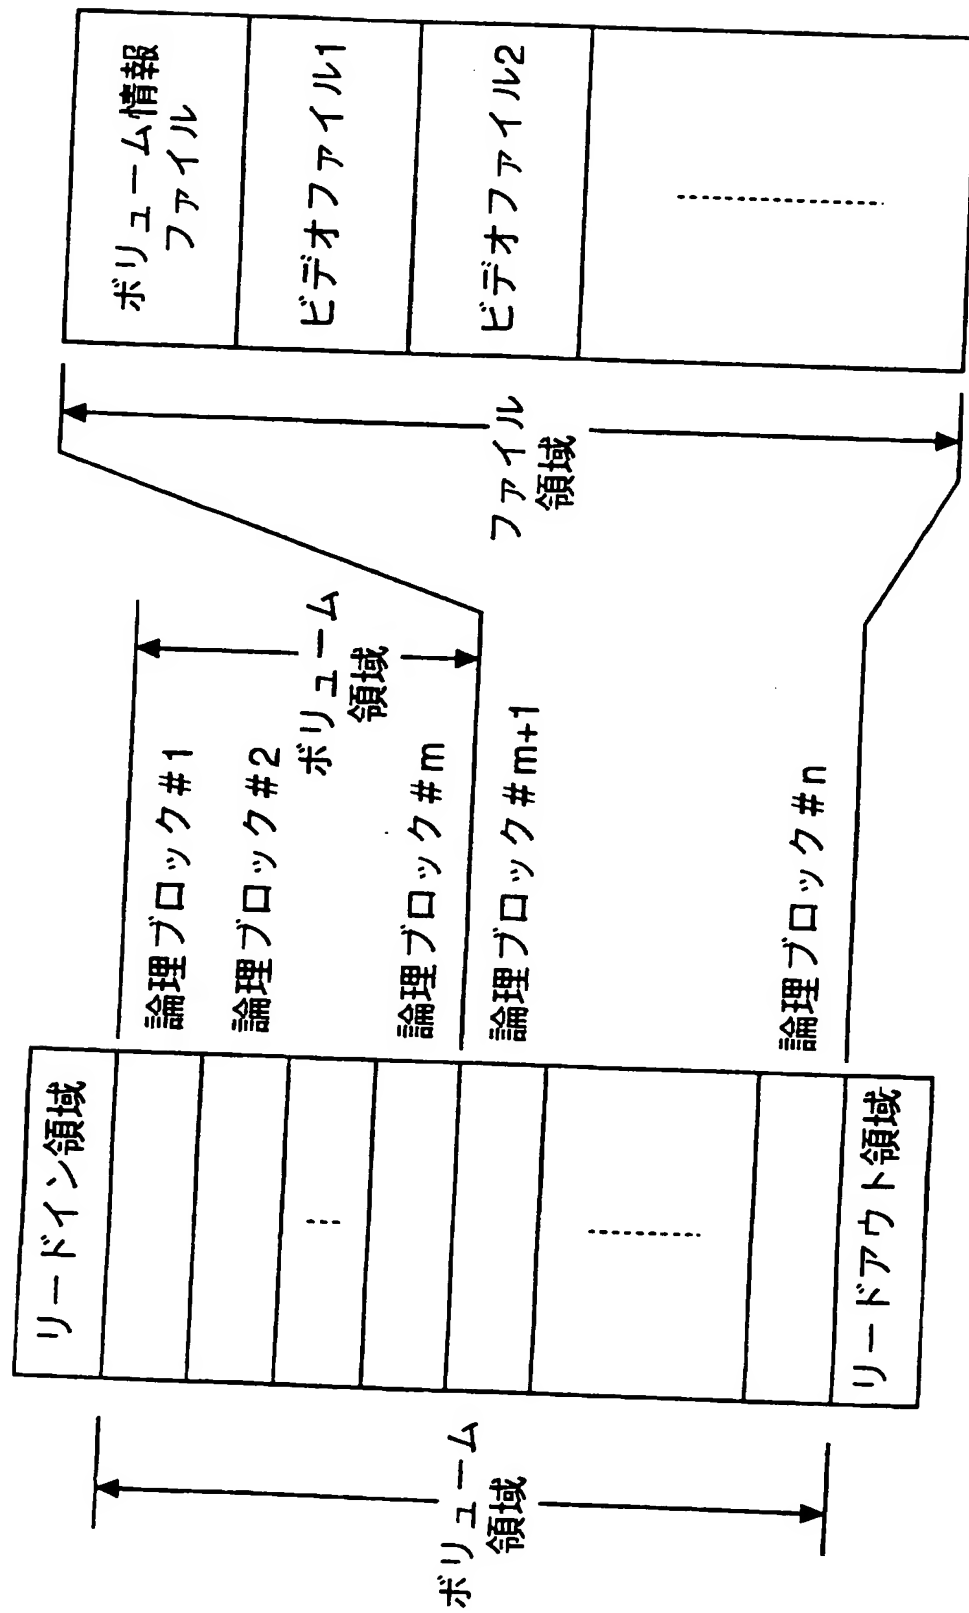 リードイン領域
リードアウト領域
ボリューム
領域
論理ブロック#1
論理ブロック#2
論理ブロック#m
論理ブロック#m+1
論理ブロック#n
ボリューム
領域
ファイル
領域
ボリューム情報
ファイル
ビデオファイル1
ビデオファイル2